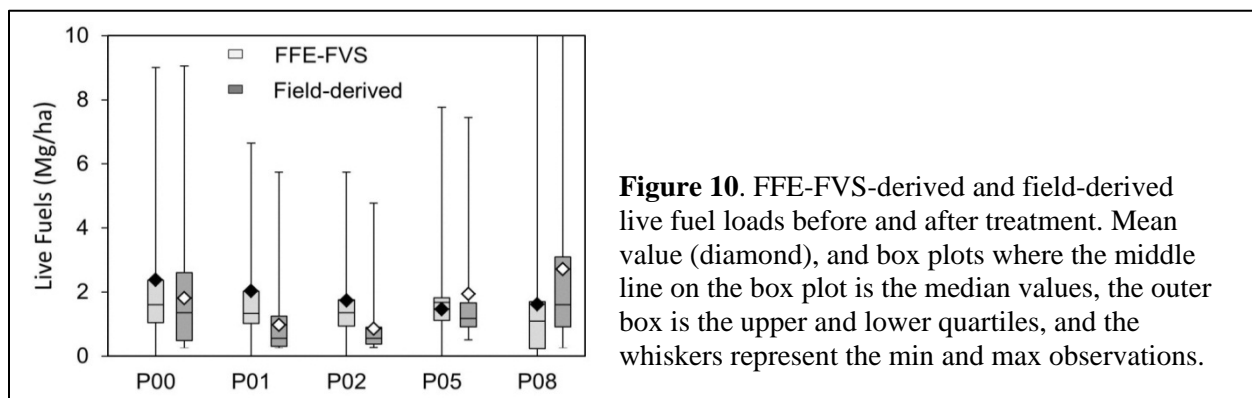 10
8
6
4
2
0
Live Fuels (Mg/ha)
FFE-FVS
Field-derived
P00 P01 P02 P05 P08
Figure 10. FFE-FVS-derived and field-derived
live fuel loads before and after treatment. Mean
value (diamond), and box plots where the middle
line on the box plot is the median values, the outer
box is the upper and lower quartiles, and the
whiskers represent the min and max observations.